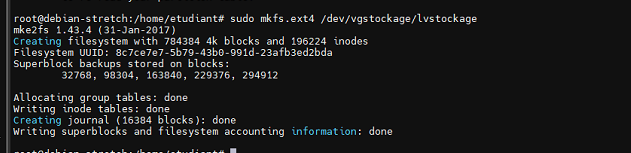 root@debian-stretch:/home/etudiant# sudo mkfs.ext4 /dev/vgstockage/lvstockage
mke2fs 1.43.4 (31-Jan-2017)
Creating filesystem with 784384 4k blocks and 196224 inodes
Filesystem UUID: 8c7ce7e7-5b79-43b0-991d-23afb3ed2bda
Superblock backups stored on blocks:
32768, 98304, 163840, 229376, 294912
Allocating group tables: done
Writing inode tables: done
Creating journal (16384 blocks): done
Writing superblocks and filesystem accounting information: done
root@debian-stretch:/home/etudiant#